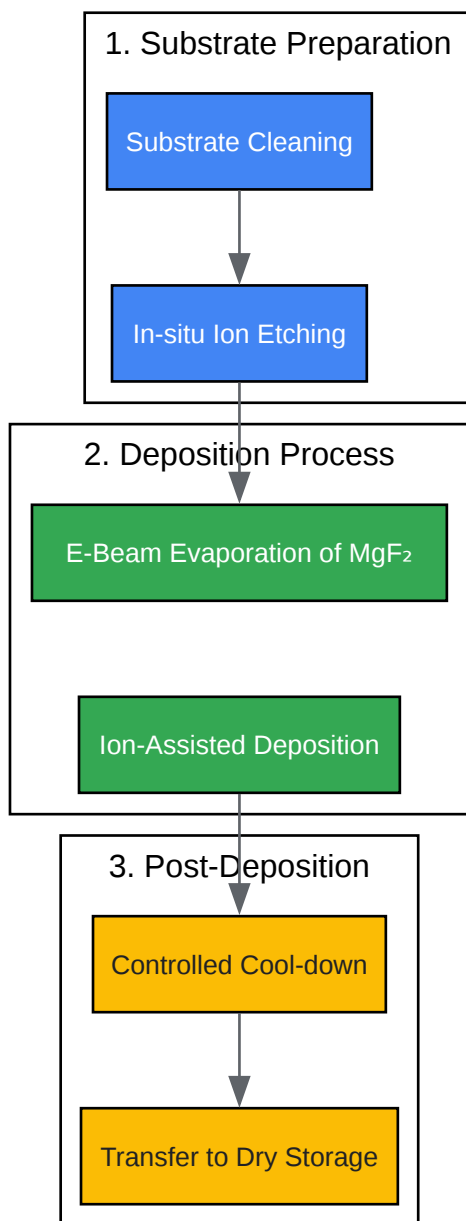 1. Substrate Preparation
Substrate Cleaning
In-situ Ion Etching
2. Deposition Process
E-Beam Evaporation of MgF₂
Ion-Assisted Deposition
3. Post-Deposition
Controlled Cool-down
Transfer to Dry Storage